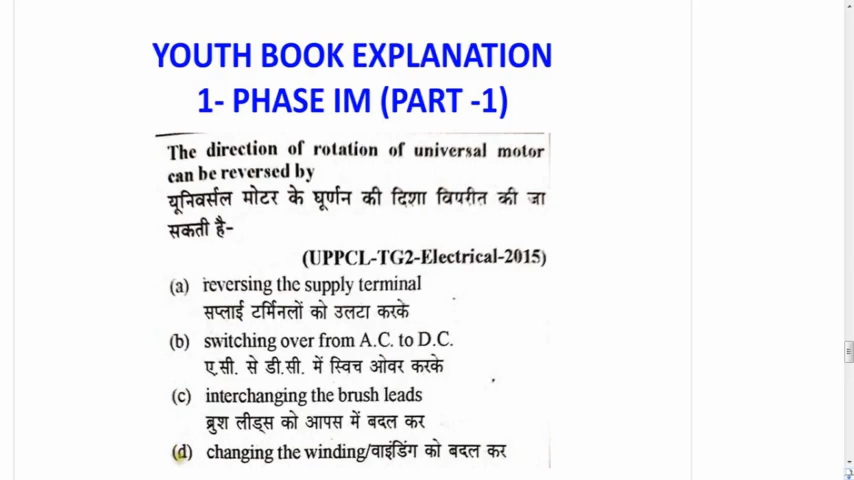 YOUTH BOOK EXPLANATION
1- PHASE IM (PART -1)
The direction of rotation of universal motor
can be reversed by
यूनिवर्सल मोटर के घूर्णन की दिशा विपरीत की जा
सकती है-
(UPPCL-TG2-Electrical-2015)
(a) reversing the supply terminal
सप्लाई टर्मिनलों को उलटा करके
(b) switching over from A.C. to D.C.
ए.सी. से डी.सी. में स्विच ओवर करके
(c) interchanging the brush leads
ब्रुश लीड्स को आपस में बदल कर
(d) changing the winding/वाइंडिंग को बदल कर